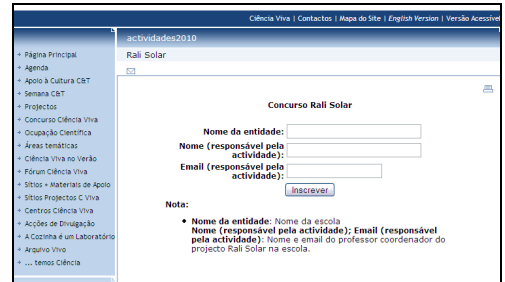 Ciência Viva | Contactos | Mapa do Site | English Version | Versão Acessível
actividades2010
Página Principal
Agenda
Apoio à Cultura C&T
Semana C&T
Projectos
Concurso Ciência Viva
Ocupação Científica
Áreas temáticas
Ciência Viva no Verão
Fórum Ciência Viva
Sítios + Materiais de Apoio
Sítios Projectos C Viva
Centros Ciência Viva
Acções de Divulgação
A Cozinha é um Laboratório
Arquivo Vivo
... temos Ciência
Rali Solar
Concurso Rali Solar
Nome da entidade:
Nome (responsável pela
actividade):
Email (responsável pela
actividade):
Inscrever
Nota:
Nome da entidade: Nome da escola
Nome (responsável pela actividade); Email (responsável
pela actividade): Nome e email do professor coordenador do
projecto Rali Solar na escola.